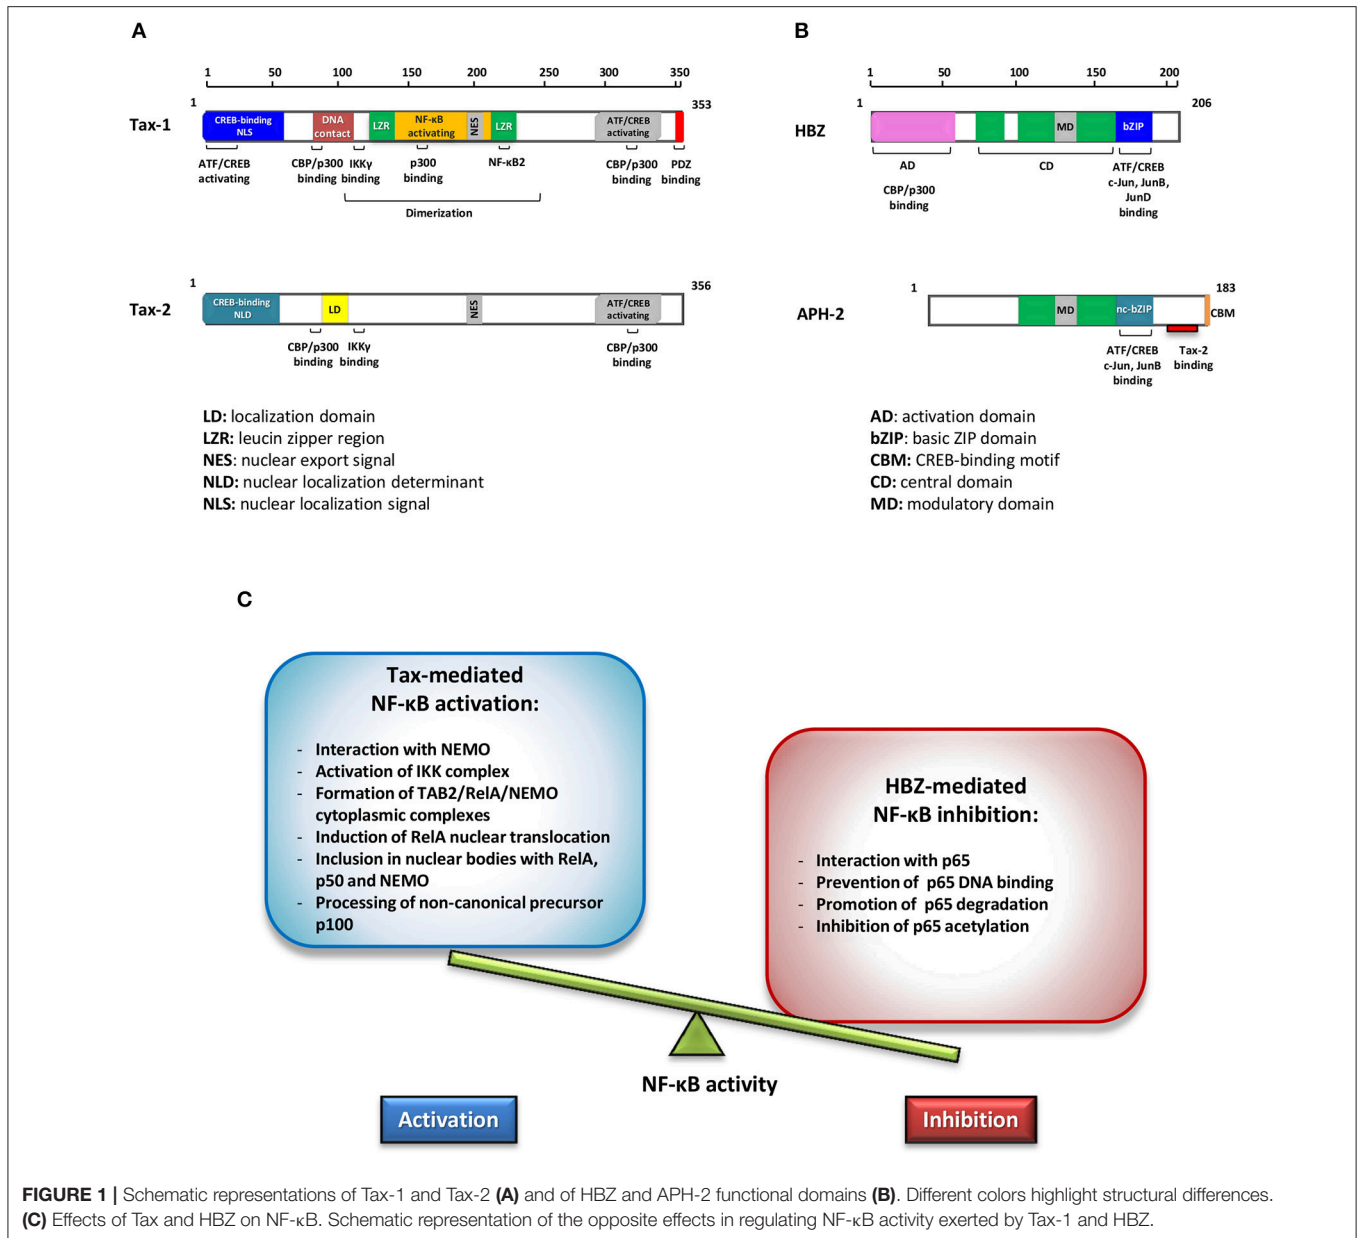 A
1 50 100 150 200 250 300 350
1
353
Tax-1
CREB-binding
NLS
DNA
contact
LZR
NF-κB
activating
NES
LZR
ATF/CREB
activating
ATF/CREB
activating
CBP/p300
binding
IKKγ
binding
p300
binding
NF-κB2
CBP/p300
binding
PDZ
binding
Dimerization
1
356
Tax-2
CREB-binding
NLD
LD
NES
ATF/CREB
activating
CBP/p300
binding
IKKγ
binding
CBP/p300
binding
LD: localization domain
LZR: leucin zipper region
NES: nuclear export signal
NLD: nuclear localization determinant
NLS: nuclear localization signal
B
1 50 100 150 200
1
206
HBZ
MD
bZIP
AD
CBP/p300
binding
CD
ATF/CREB
c-Jun, JunB,
JunD
binding
1
183
APH-2
MD
nc-bZIP
CBM
ATF/CREB
c-Jun, JunB
binding
Tax-2
binding
AD: activation domain
bZIP: basic ZIP domain
CBM: CREB-binding motif
CD: central domain
MD: modulatory domain
C
Tax-mediated
NF-κB activation:
- Interaction with NEMO
- Activation of IKK complex
- Formation of TAB2/RelA/NEMO
cytoplasmic complexes
- Induction of RelA nuclear translocation
- Inclusion in nuclear bodies with RelA,
p50 and NEMO
- Processing of non-canonical precursor
p100
HBZ-mediated
NF-κB inhibition:
- Interaction with p65
- Prevention of p65 DNA binding
- Promotion of p65 degradation
- Inhibition of p65 acetylation
NF-κB activity
Activation
Inhibition
FIGURE 1 | Schematic representations of Tax-1 and Tax-2 (A) and of HBZ and APH-2 functional domains (B). Different colors highlight structural differences.
(C) Effects of Tax and HBZ on NF-κB. Schematic representation of the opposite effects in regulating NF-κB activity exerted by Tax-1 and HBZ.